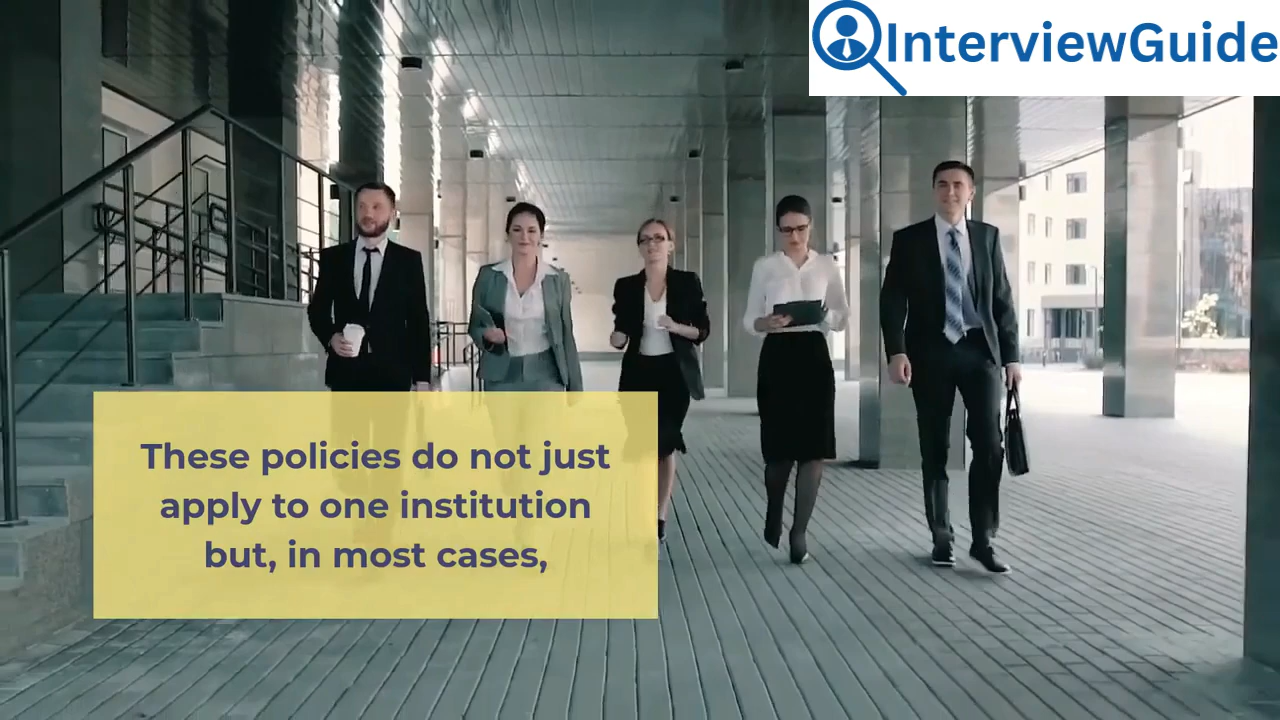 InterviewGuide
These policies do not just
apply to one institution
but, in most cases,